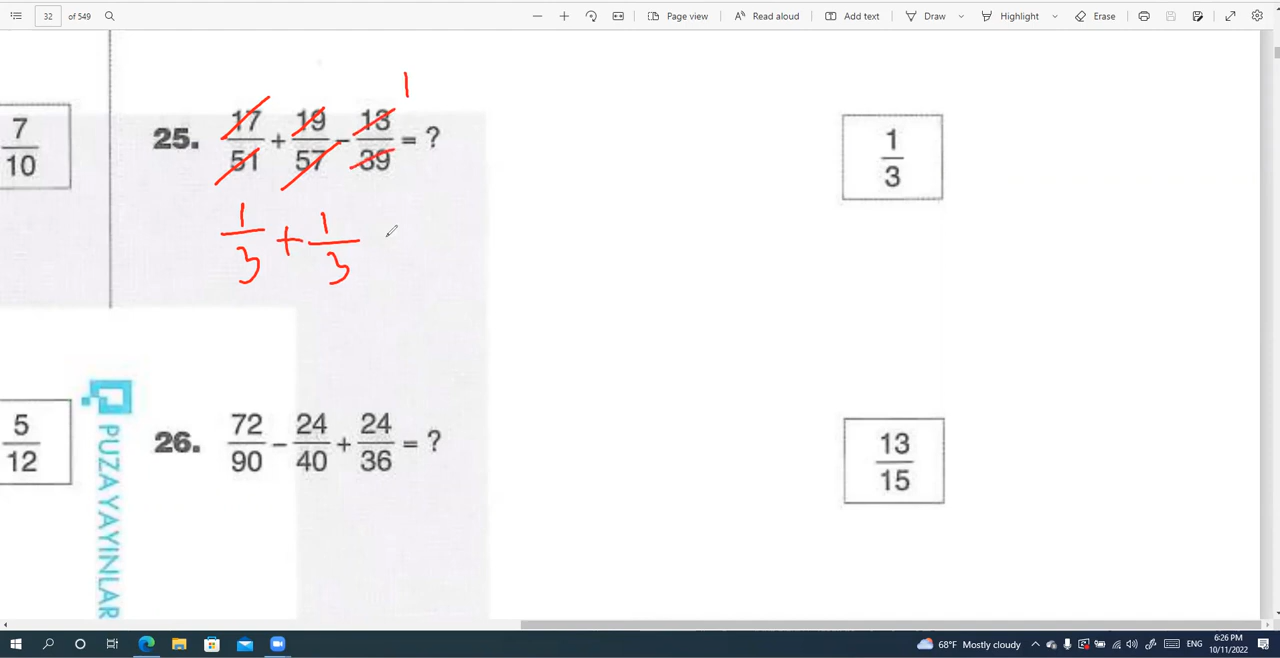 32 of 549
Page view
Read aloud
Add text
Draw
Highlight
Erase
7/10
25. 17/51 + 19/57 - 13/39 = ?
1
1/3 + 1/3
1/3
5/12
26. 72/90 - 24/40 + 24/36 = ?
13/15
PUZA YAYINLAR
68°F Mostly cloudy
ENG
6:26 PM
10/11/2022